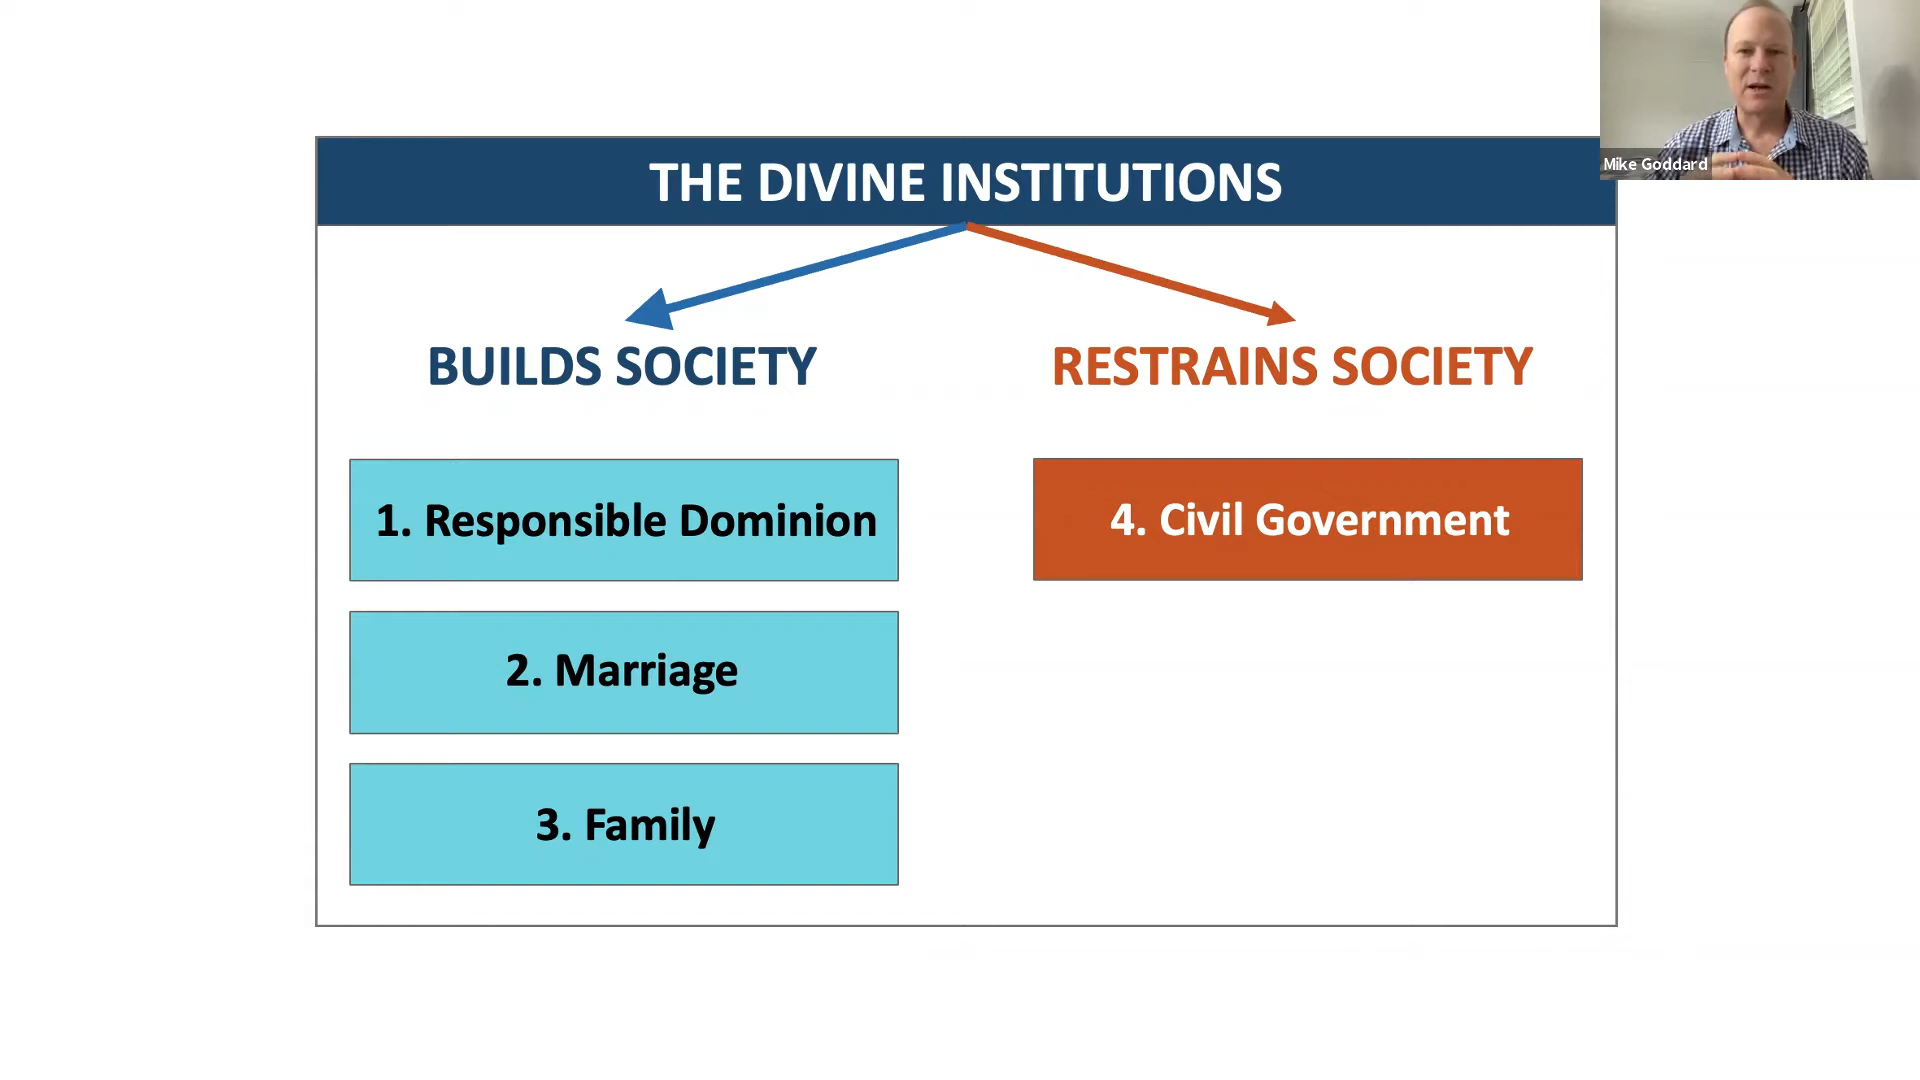 THE DIVINE INSTITUTIONS
Mike Goddard
BUILDS SOCIETY
RESTRAINS SOCIETY
1. Responsible Dominion
4. Civil Government
2. Marriage
3. Family